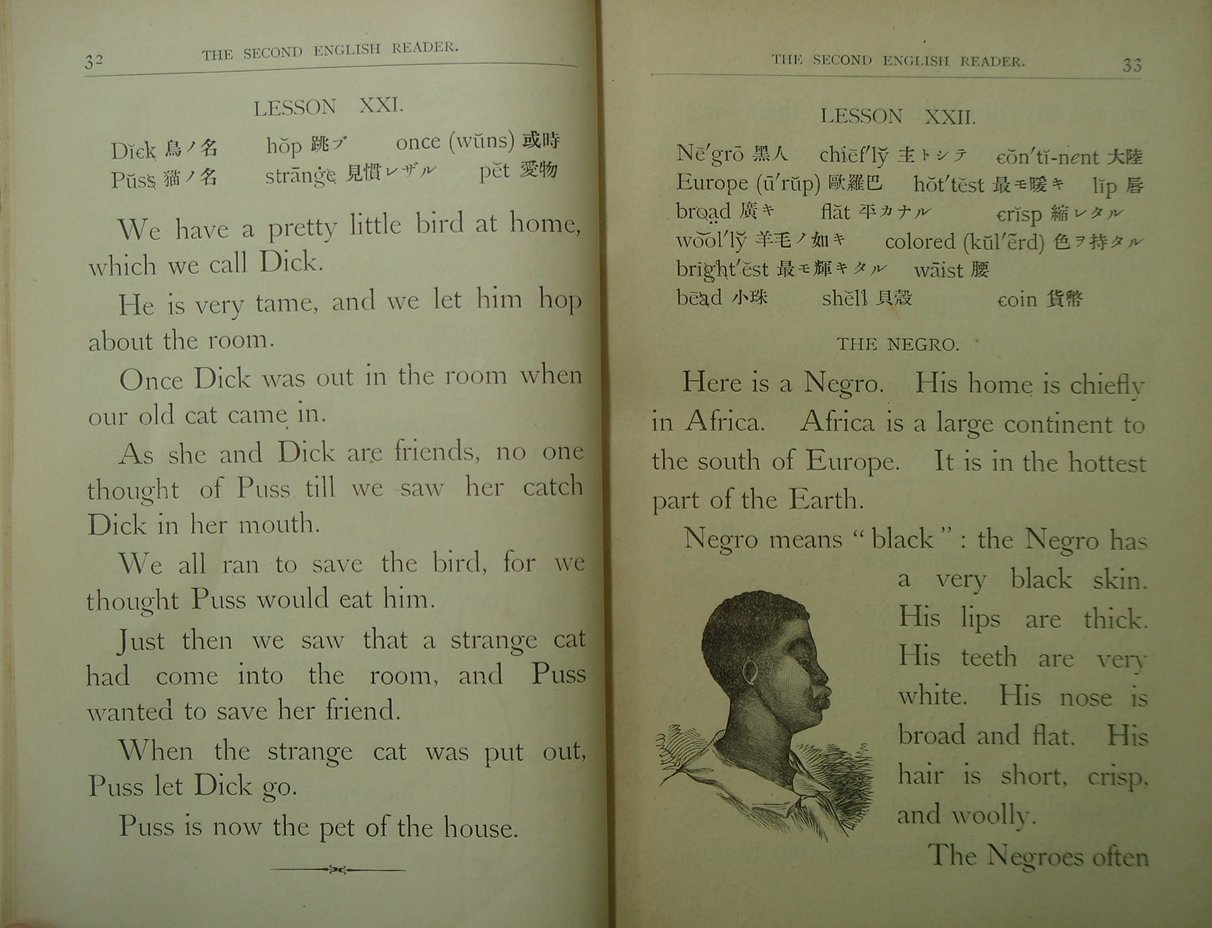 32 THE SECOND ENGLISH READER.
LESSON XXI.
Dĭck 鳥ノ名 hŏp 跳ブ once (wŭns) 或時
Pŭss 猫ノ名 strānġe 見慣レザル pĕt 愛物
We have a pretty little bird at home,
which we call Dick.
He is very tame, and we let him hop
about the room.
Once Dick was out in the room when
our old cat came in.
As she and Dick are friends, no one
thought of Puss till we saw her catch
Dick in her mouth.
We all ran to save the bird, for we
thought Puss would eat him.
Just then we saw that a strange cat
had come into the room, and Puss
wanted to save her friend.
When the strange cat was put out,
Puss let Dick go.
Puss is now the pet of the house.
THE SECOND ENGLISH READER. 33
LESSON XXII.
Nē′grō 黑人 chiēf′lў 主トシテ cŏn′tĭ-nent 大陸
Europe (ū′rŭp) 歐羅巴 hŏt′tĕst 最モ暖キ lĭp 唇
broad 廣キ flăt 平カナル crĭsp 縮レタル
wŏol′lў 羊毛ノ如キ colored (kŭl′ẽrd) 色ヲ持タル
brīght′ĕst 最モ輝キタル wāist 腰
bēad 小珠 shĕll 貝殼 coin 貨幣
THE NEGRO.
Here is a Negro. His home is chiefly
in Africa. Africa is a large continent to
the south of Europe. It is in the hottest
part of the Earth.
Negro means “black”: the Negro has
a very black skin.
His lips are thick.
His teeth are very
white. His nose is
broad and flat. His
hair is short, crisp,
and woolly.
The Negroes often